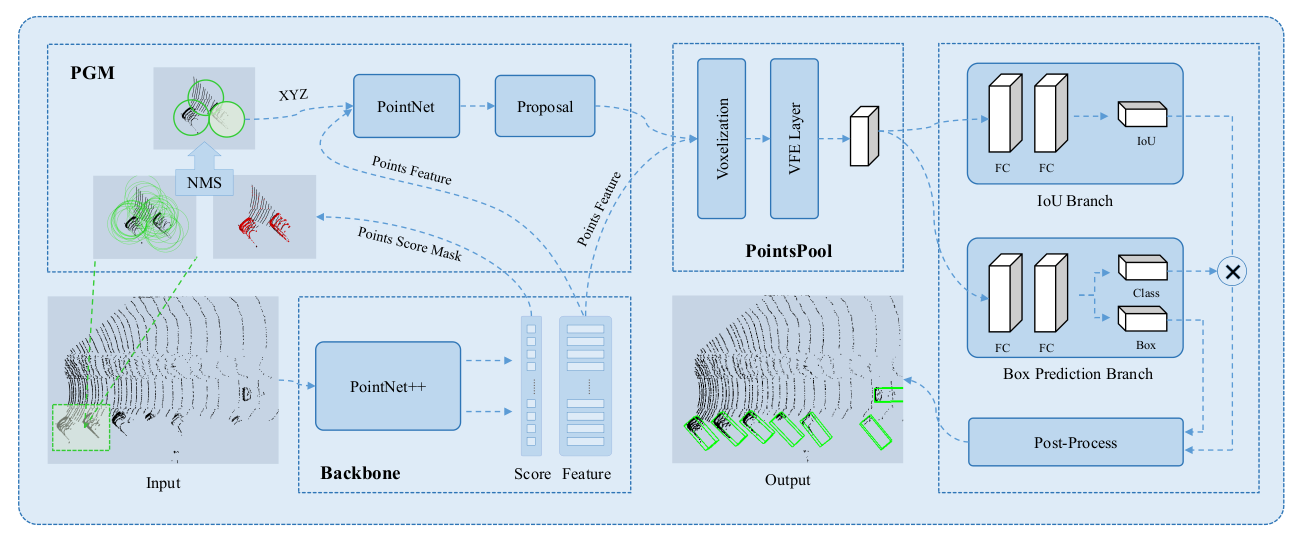 PGM
XYZ
PointNet
Proposal
NMS
Points Feature
Points Score Mask
Points Feature
Voxelization
VFE Layer
PointsPool
FC
FC
IoU
IoU Branch
FC
FC
Class
Box
Box Prediction Branch
Post-Process
Input
PointNet++
Backbone
Score
Feature
Output